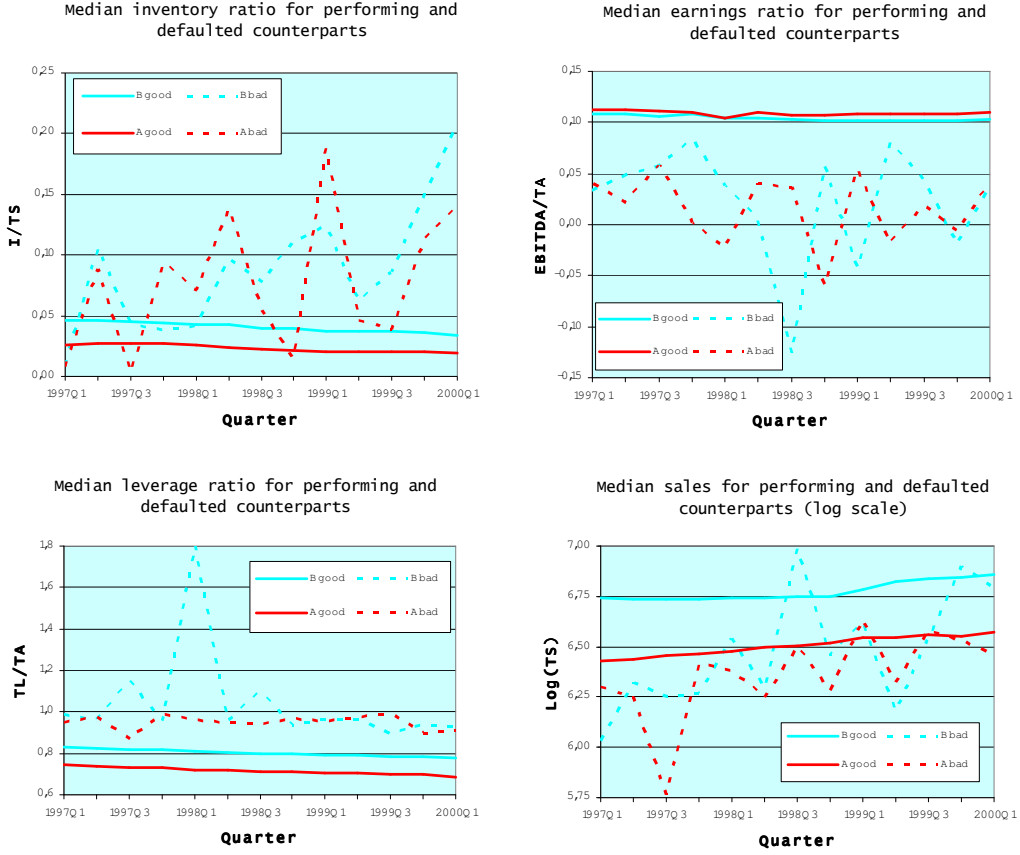 Median inventory ratio for performing and
defaulted counterparts
0,25
0,20
0,15
0,10
0,05
0,00
I/TS
Bgood Bbad
Agood Abad
1997Q1 1997Q3 1998Q1 1998Q3 1999Q1 1999Q3 2000Q1
Quarter
Median earnings ratio for performing and
defaulted counterparts
0,15
0,10
0,05
0,00
-0,05
-0,10
-0,15
EBITDA/TA
Bgood Bbad
Agood Abad
1997Q1 1997Q3 1998Q1 1998Q3 1999Q1 1999Q3 2000Q1
Quarter
Median leverage ratio for performing and
defaulted counterparts
1,8
1,6
1,4
1,2
1,0
0,8
0,6
TL/TA
Bgood Bbad
Agood Abad
1997Q1 1997Q3 1998Q1 1998Q3 1999Q1 1999Q3 2000Q1
Quarter
Median sales for performing and defaulted
counterparts (log scale)
7,00
6,75
6,50
6,25
6,00
5,75
Log(TS)
Bgood Bbad
Agood Abad
1997Q1 1997Q3 1998Q1 1998Q3 1999Q1 1999Q3 2000Q1
Quarter